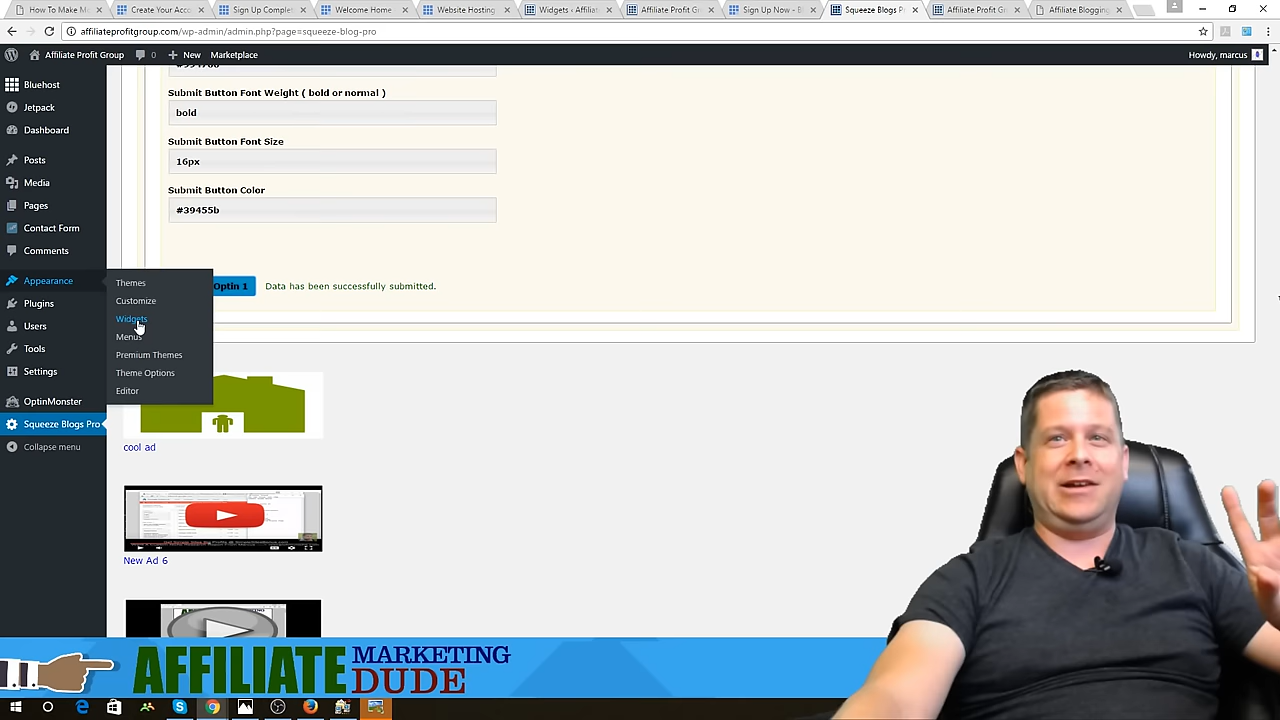 How To Make M
Create Your Acco
Sign Up Complet
Welcome Home
Website Hosting
Widgets ‹ Affiliat
Affiliate Profit Gr
Sign Up Now - Bl
Squeeze Blogs P
Affiliate Profit G
Affiliate Blogging
affiliateprofitgroup.com/wp-admin/admin.php?page=squeeze-blog-pro
Affiliate Profit Group
0
New
Marketplace
Howdy, marcus
Bluehost
Jetpack
Dashboard
Posts
Media
Pages
Contact Form
Comments
Appearance
Plugins
Users
Tools
Settings
OptinMonster
Squeeze Blogs Pro
Collapse menu
Themes
Customize
Widgets
Menus
Premium Themes
Theme Options
Editor
Submit Button Font Weight ( bold or normal )
bold
Submit Button Font Size
16px
Submit Button Color
#39455b
Optin 1
Data has been successfully submitted.
cool ad
New Ad 6
AFFILIATE
MARKETING
DUDE